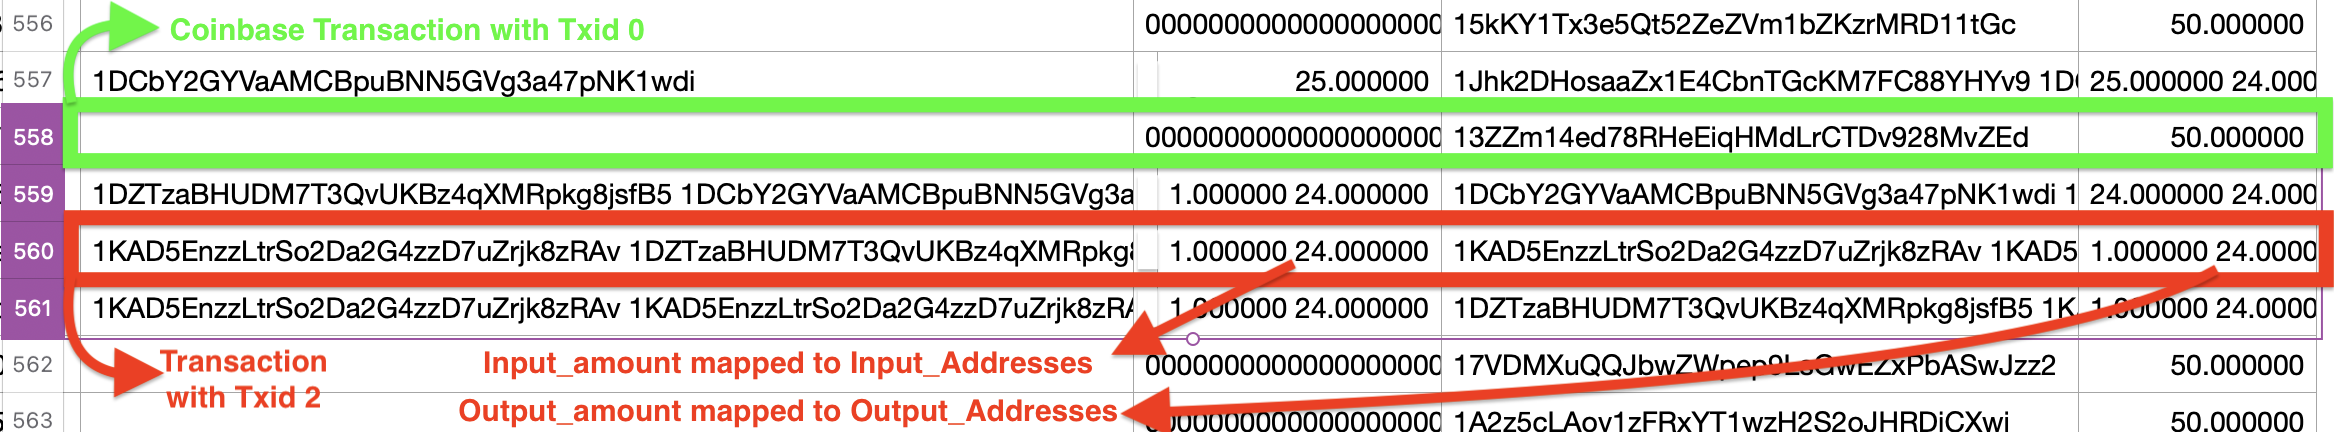 556 Coinbase Transaction with Txid 0 0000000000000000000 15kKY1Tx3e5Qt52ZeZVm1bZKzrMRD11tGc 50.000000
557 1DCbY2GYVaAMCBpuBNN5GVg3a47pNK1wdi 25.000000 1Jhk2DHosaaZx1E4CbnTGcKM7FC88YHYv9 1D 25.000000 24.000
558 0000000000000000000 13ZZm14ed78RHeEiqHMdLrCTDv928MvZEd 50.000000
559 1DZTzaBHUDM7T3QvUKBz4qXMRpkg8jsfB5 1DCbY2GYVaAMCBpuBNN5GVg3a 1.000000 24.000000 1DCbY2GYVaAMCBpuBNN5GVg3a47pNK1wdi 1 24.000000 24.000
560 1KAD5EnzzLtrSo2Da2G4zzD7uZrjk8zRAv 1DZTzaBHUDM7T3QvUKBz4qXMRpkg 1.000000 24.000000 1KAD5EnzzLtrSo2Da2G4zzD7uZrjk8zRAv 1KAD5 1.000000 24.0000
561 1KAD5EnzzLtrSo2Da2G4zzD7uZrjk8zRAv 1KAD5EnzzLtrSo2Da2G4zzD7uZrjk8zRA 1.000000 24.000000 1DZTzaBHUDM7T3QvUKBz4qXMRpkg8jsfB5 1K 1.000000 24.0000
Transaction
with Txid 2
562 Input_amount mapped to Input_Addresses 0000000000000000000 50.000000
563 Output_amount mapped to Output_Addresses 1A2z5cLAov1zFRxYT1wzH2S2oJHRDiCXwi 50.000000